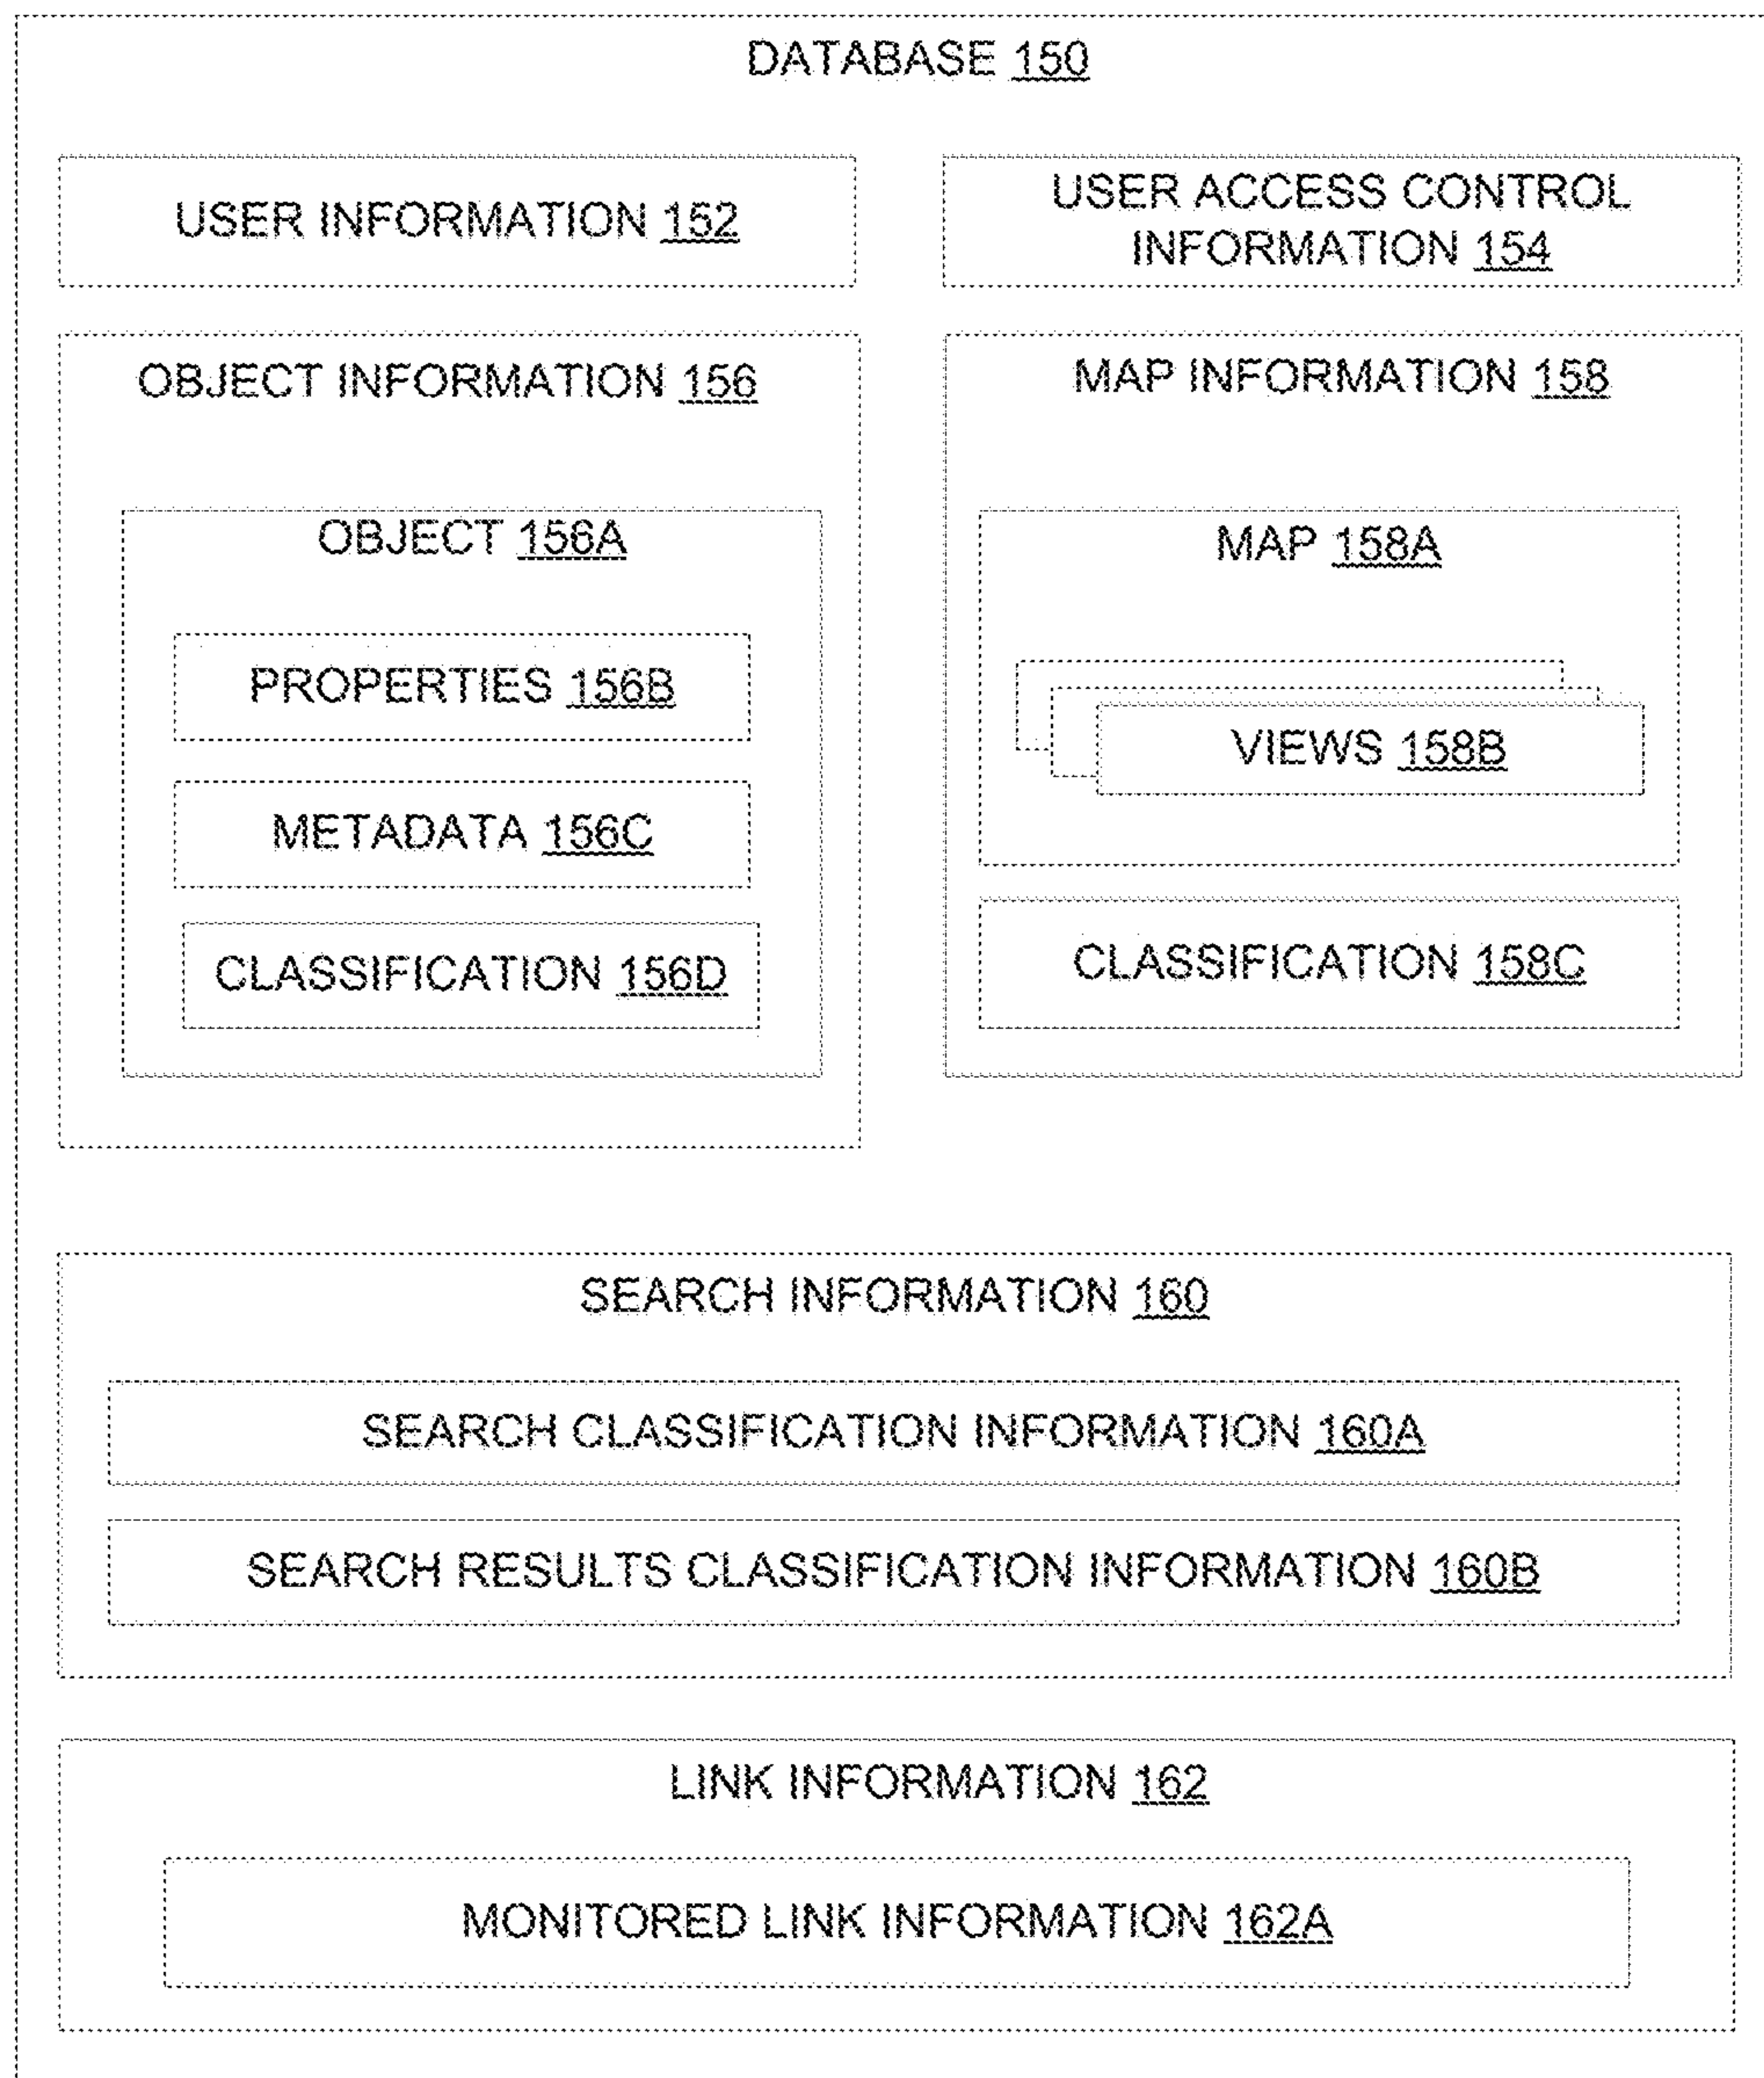 DATABASE 150
USER INFORMATION 152
USER ACCESS CONTROL
INFORMATION 154
OBJECT INFORMATION 156
OBJECT 156A
PROPERTIES 156B
METADATA 156C
CLASSIFICATION 156D
MAP INFORMATION 158
MAP 158A
VIEWS 158B
CLASSIFICATION 158C
SEARCH INFORMATION 160
SEARCH CLASSIFICATION INFORMATION 160A
SEARCH RESULTS CLASSIFICATION INFORMATION 160B
LINK INFORMATION 162
MONITORED LINK INFORMATION 162A